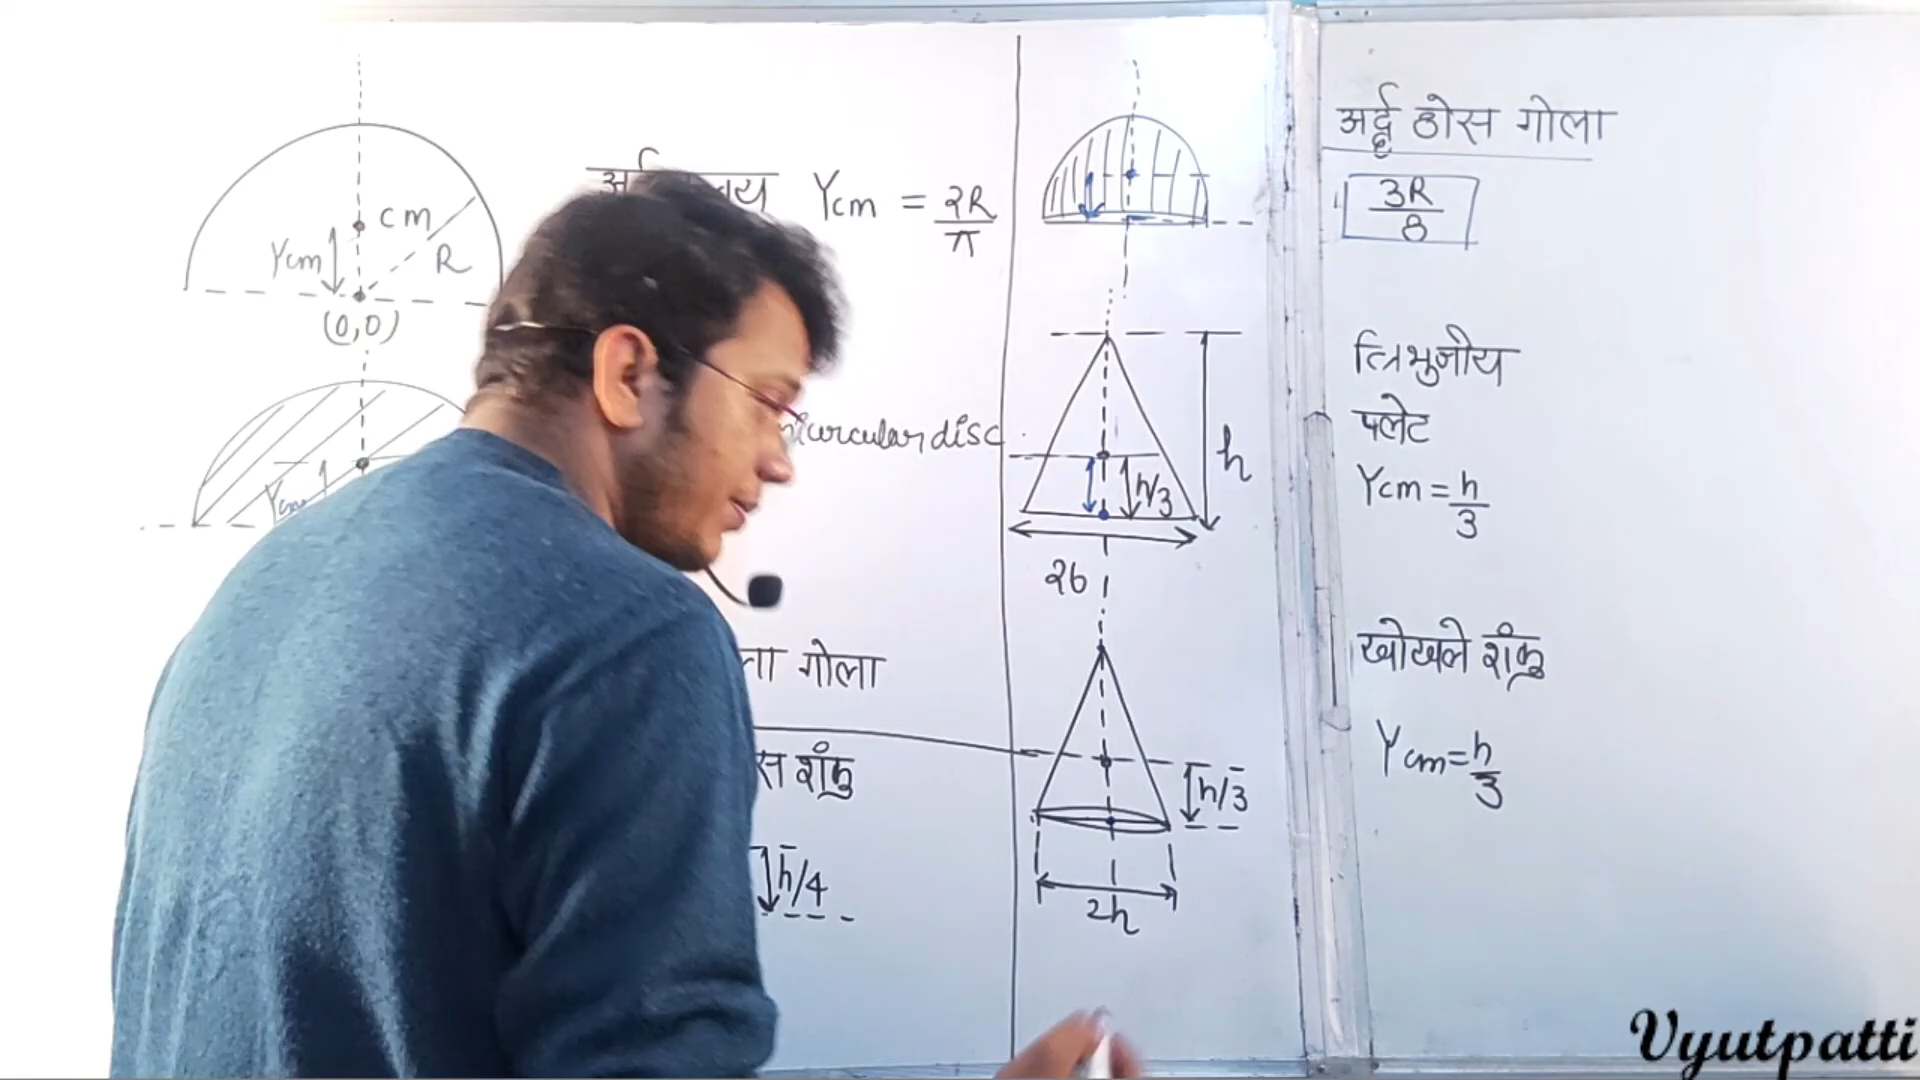 Ycm = 2R/π
cm
Ycm
R
(0,0)
circular disc
Ycm
गोला
शंकु
h/4
अर्द्ध ठोस गोला
3R/8
त्रिभुजीय
पलेट
Ycm = h/3
h
h/3
2b
खोखले शंकु
Ycm = h/3
h/3
2h
Vyutpatti